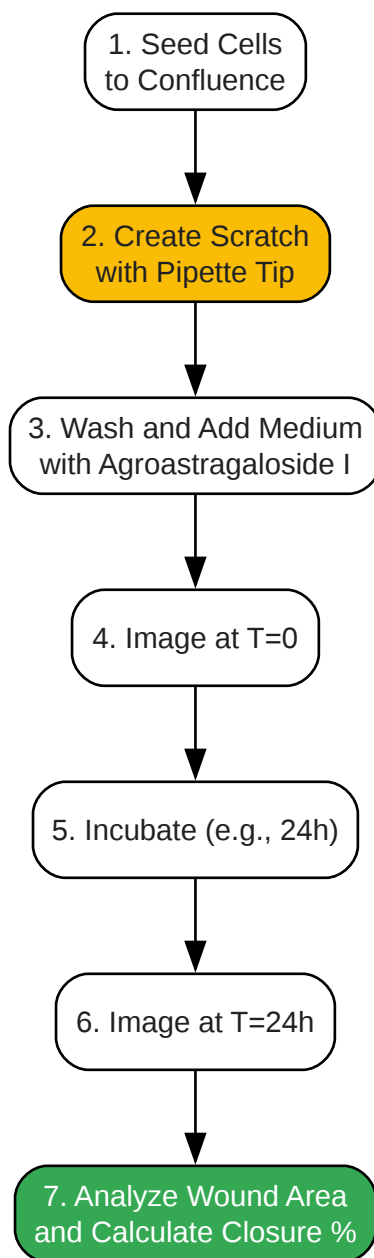 1. Seed Cells
to Confluence
2. Create Scratch
with Pipette Tip
3. Wash and Add Medium
with Agroastragaloside I
4. Image at T=0
5. Incubate (e.g., 24h)
6. Image at T=24h
7. Analyze Wound Area
and Calculate Closure %